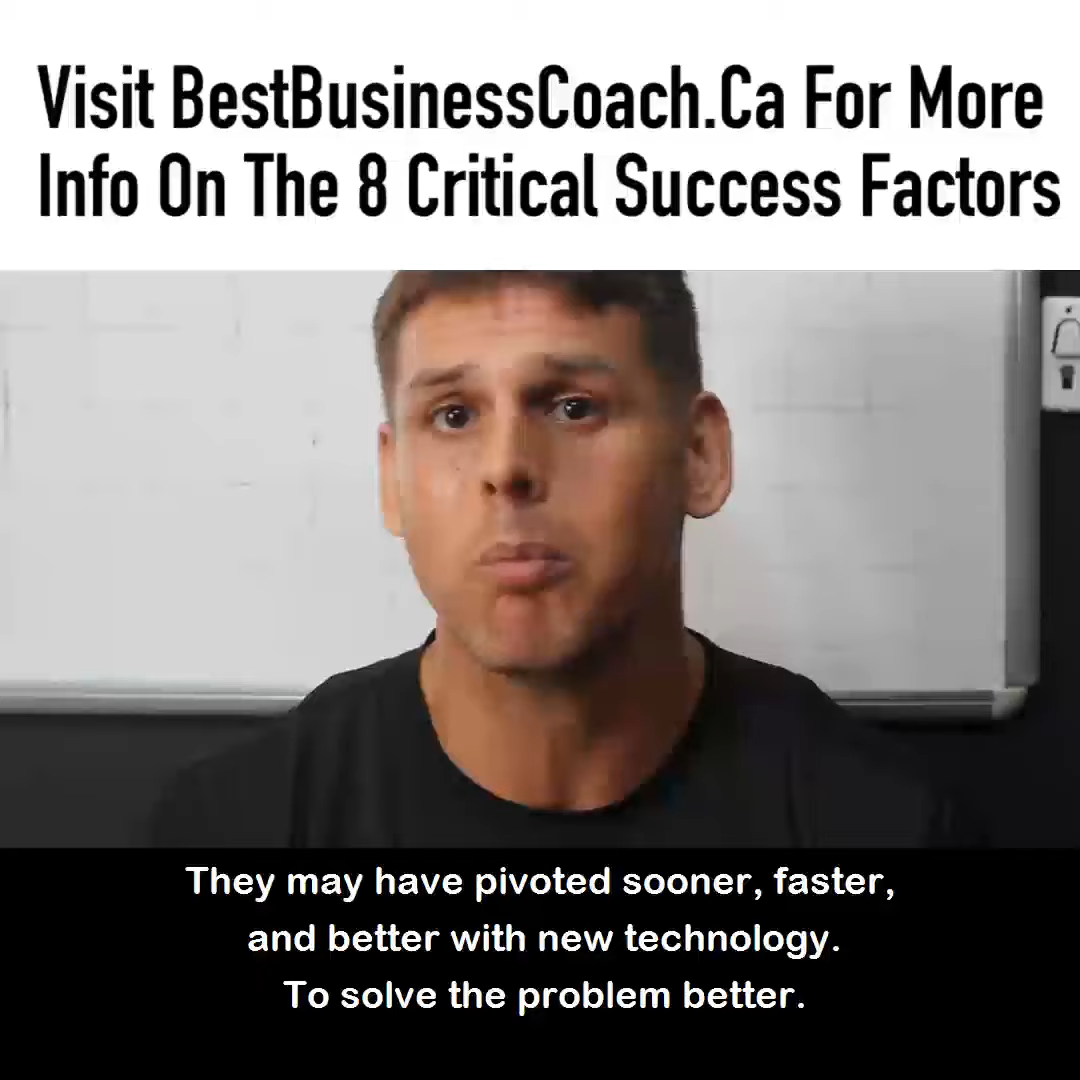 Visit BestBusinessCoach.Ca For More
Info On The 8 Critical Success Factors
They may have pivoted sooner, faster,
and better with new technology.
To solve the problem better.